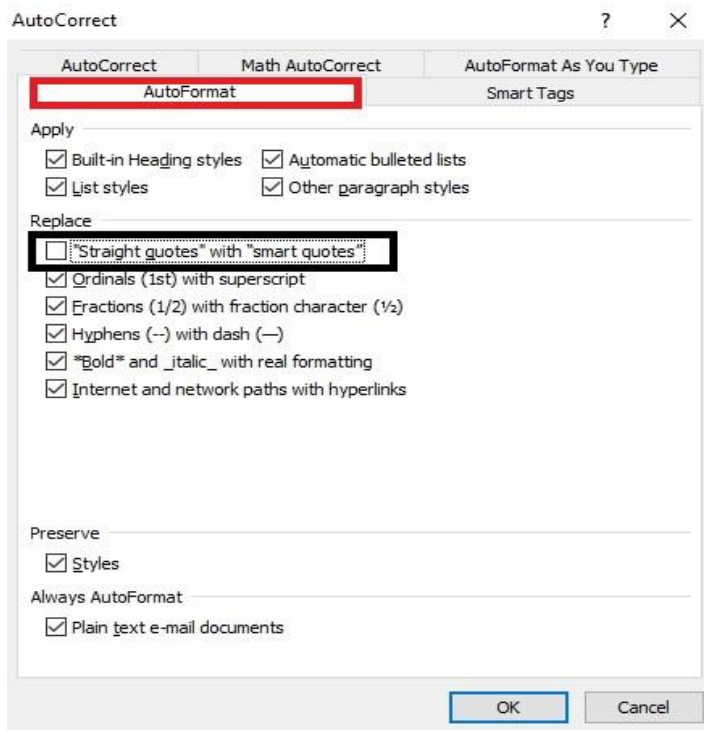 AutoCorrect ?
AutoCorrect Math AutoCorrect AutoFormat As You Type
AutoFormat Smart Tags
Apply
Built-in Heading styles Automatic bulleted lists
List styles Other paragraph styles
Replace
"Straight quotes" with “smart quotes”
Ordinals (1st) with superscript
Fractions (1/2) with fraction character (½)
Hyphens (--) with dash (—)
*Bold* and _italic_ with real formatting
Internet and network paths with hyperlinks
Preserve
Styles
Always AutoFormat
Plain text e-mail documents
OK Cancel